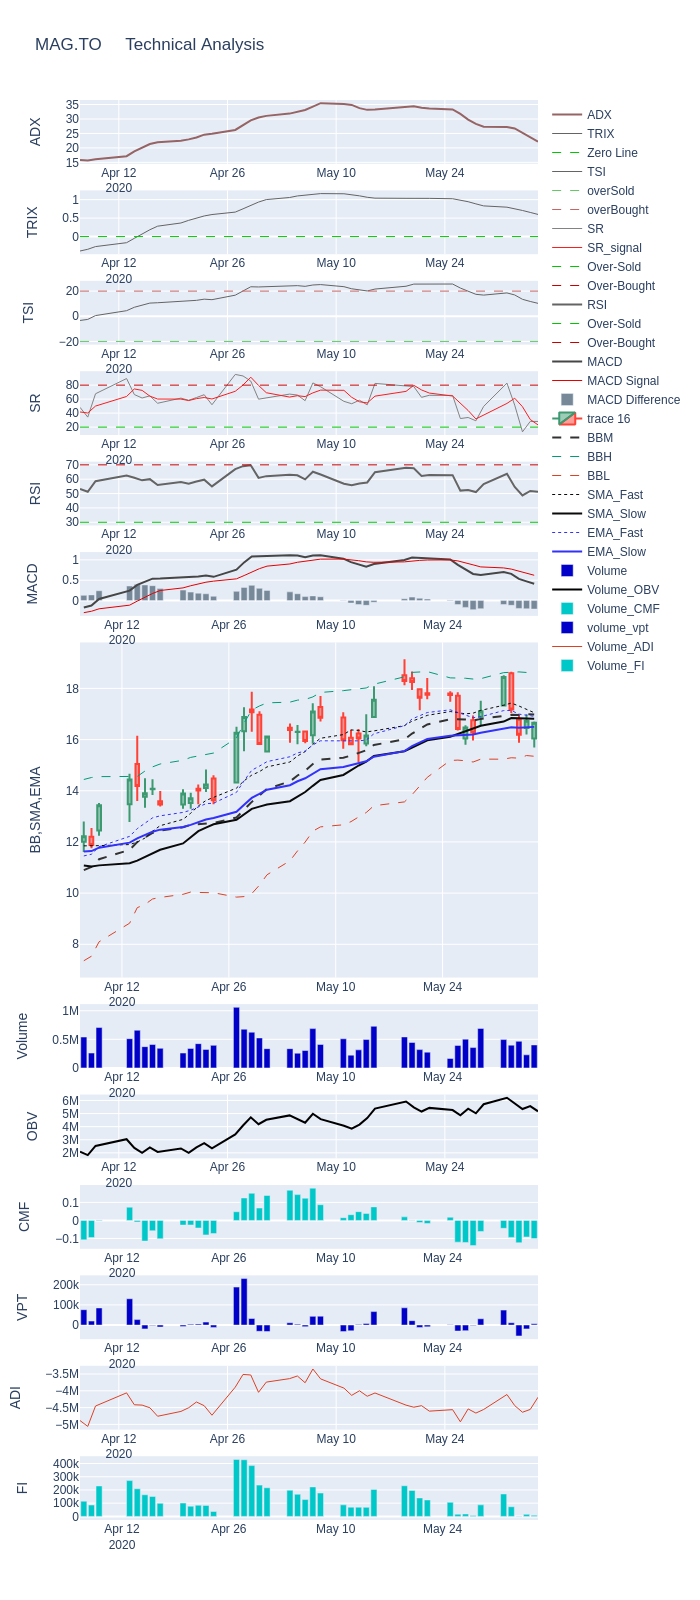 MAG.TO     Technical Analysis
ADX
35
30
25
20
15
Apr 12
2020
Apr 26
May 10
May 24
TRIX
1
0.5
0
Apr 12
2020
Apr 26
May 10
May 24
TSI
20
0
−20
Apr 12
2020
Apr 26
May 10
May 24
SR
80
60
40
20
Apr 12
2020
Apr 26
May 10
May 24
RSI
70
60
50
40
30
Apr 12
2020
Apr 26
May 10
May 24
MACD
1
0.5
0
Apr 12
2020
Apr 26
May 10
May 24
BB,SMA,EMA
18
16
14
12
10
8
Apr 12
2020
Apr 26
May 10
May 24
Volume
1M
0.5M
0
Apr 12
2020
Apr 26
May 10
May 24
OBV
6M
5M
4M
3M
2M
Apr 12
2020
Apr 26
May 10
May 24
CMF
0.1
0
−0.1
Apr 12
2020
Apr 26
May 10
May 24
VPT
200k
100k
0
Apr 12
2020
Apr 26
May 10
May 24
ADI
−3.5M
−4M
−4.5M
−5M
Apr 12
2020
Apr 26
May 10
May 24
FI
400k
300k
200k
100k
0
Apr 12
2020
Apr 26
May 10
May 24
ADX
TRIX
Zero Line
TSI
overSold
overBought
SR
SR_signal
Over-Sold
Over-Bought
RSI
Over-Sold
Over-Bought
MACD
MACD Signal
MACD Difference
trace 16
BBM
BBH
BBL
SMA_Fast
SMA_Slow
EMA_Fast
EMA_Slow
Volume
Volume_OBV
Volume_CMF
volume_vpt
Volume_ADI
Volume_FI